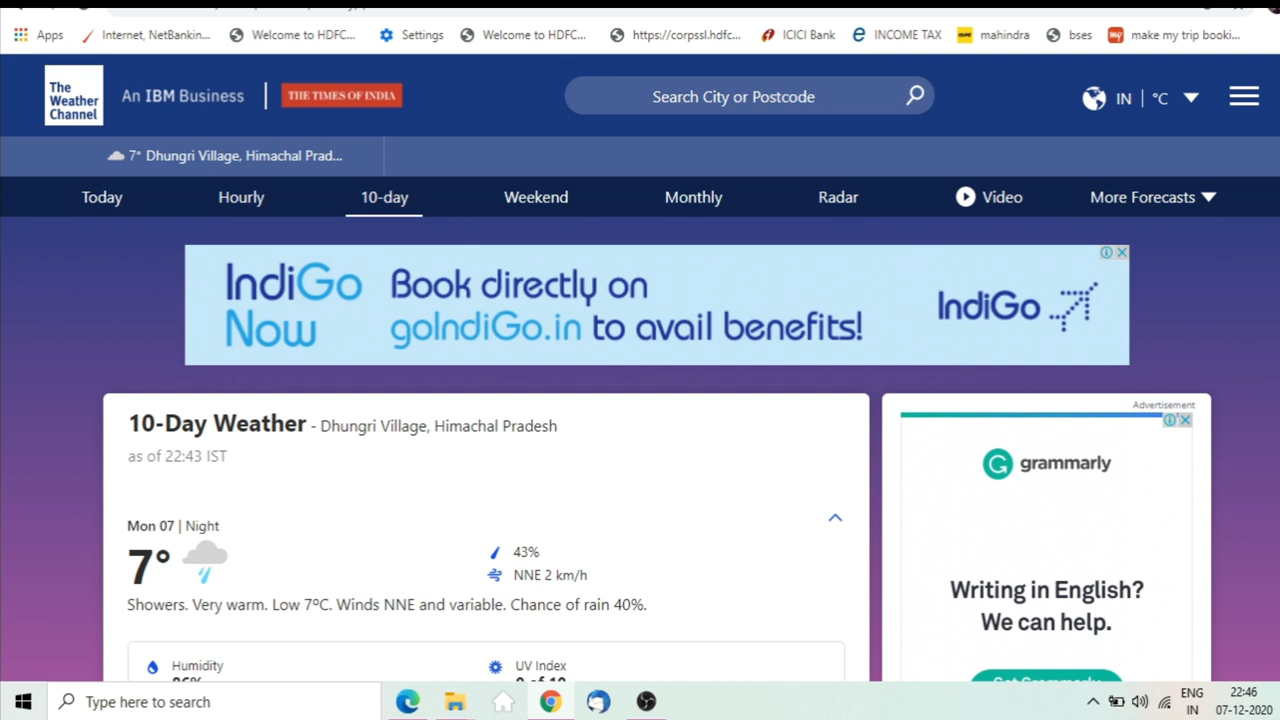 Apps
Internet, NetBankin...
Welcome to HDFC...
Settings
Welcome to HDFC...
https://corpssl.hdfc...
ICICI Bank
INCOME TAX
mahindra
bses
make my trip booki...
The
Weather
Channel
An IBM Business
THE TIMES OF INDIA
Search City or Postcode
IN | °C
7° Dhungri Village, Himachal Prad...
Today
Hourly
10-day
Weekend
Monthly
Radar
Video
More Forecasts
IndiGo
Now
Book directly on
goIndiGo.in to avail benefits!
IndiGo
10-Day Weather - Dhungri Village, Himachal Pradesh
as of 22:43 IST
Mon 07 | Night
7°
43%
NNE 2 km/h
Showers. Very warm. Low 7ºC. Winds NNE and variable. Chance of rain 40%.
Humidity
UV Index
Advertisement
grammarly
Writing in English?
We can help.
Get Grammarly
Type here to search
ENG
IN
22:46
07-12-2020